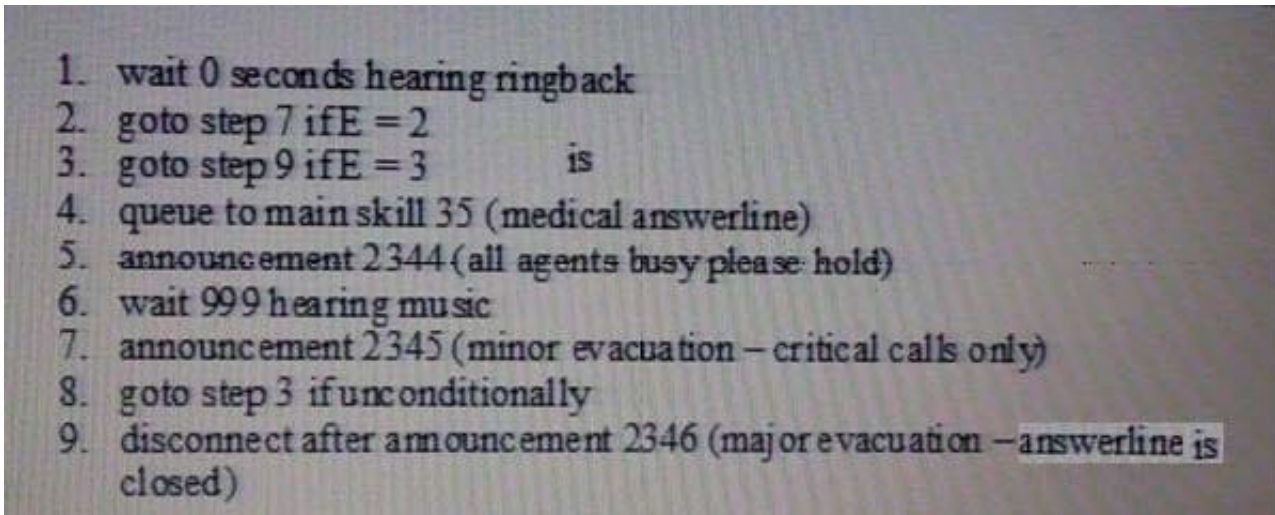 1. wait 0 seconds hearing ringback
2. goto step 7 ifE = 2
3. goto step 9 ifE = 3 is
4. queue to main skill 35 (medical answerline)
5. announcement 2344 (all agents busy please hold)
6. wait 999 hearing music
7. announcement 2345 (minor evacuation – critical calls only)
8. goto step 3 if unconditionally
9. disconnect after announcement 2346 (major evacuation – answerline is
closed)